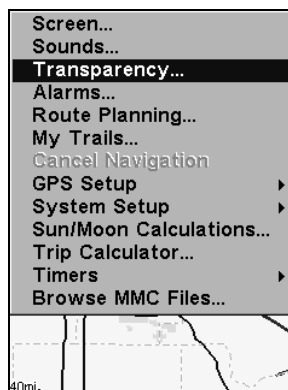 Screen...
Sounds...
Transparency...
Alarms...
Route Planning...
My Trails...
Cancel Navigation
GPS Setup
System Setup
Sun/Moon Calculations...
Trip Calculator...
Timers
Browse MMC Files...
40mi.